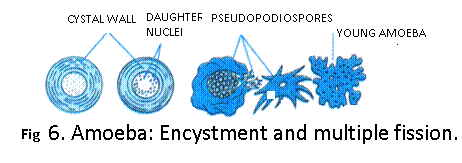 CYSTAL WALL
DAUGHTER
NUCLEI
PSEUDOPODIOSPORES
YOUNG AMOEBA
Fig 6. Amoeba: Encystment and multiple fission.